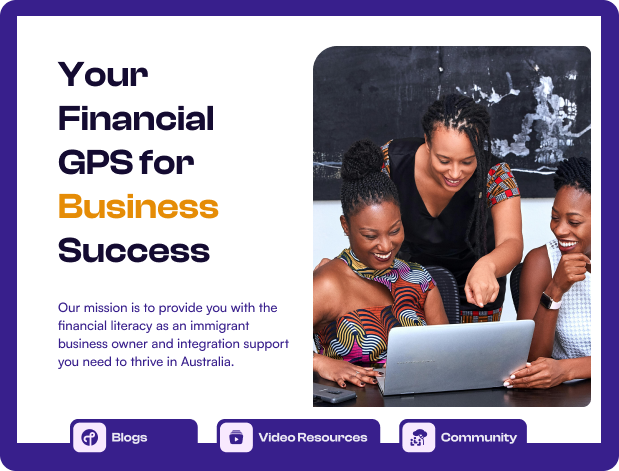 Your
Financial
GPS for
Business
Success
Our mission is to provide you with the
financial literacy as an immigrant
business owner and integration support
you need to thrive in Australia.
Blogs
Video Resources
Community